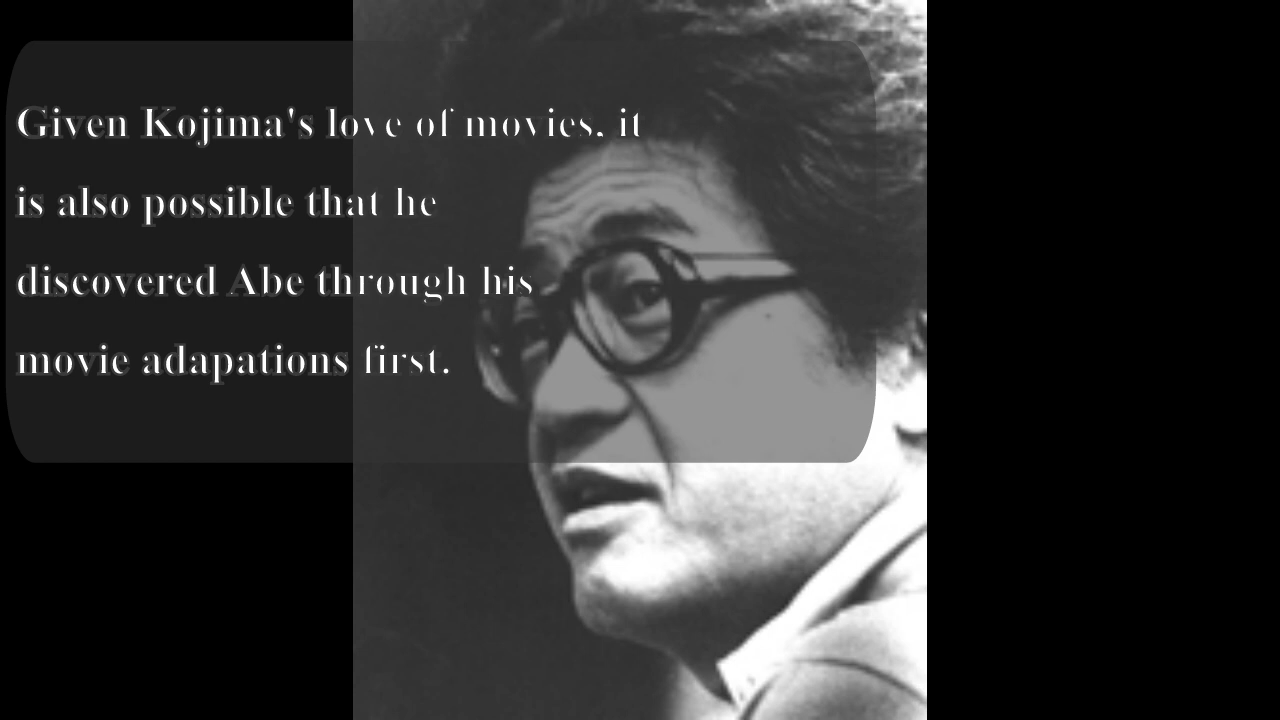 Given Kojima's love of movies, it
is also possible that he
discovered Abe through his
movie adapations first.